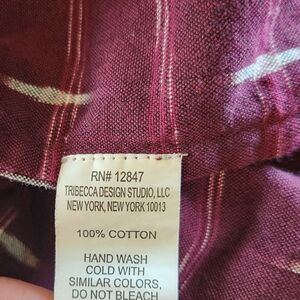 RN# 12847
TRIBECCA DESIGN STUDIO, LLC
NEW YORK, NEW YORK 10013
100% COTTON
HAND WASH
COLD WITH
SIMILAR COLORS,
DO NOT BLEACH